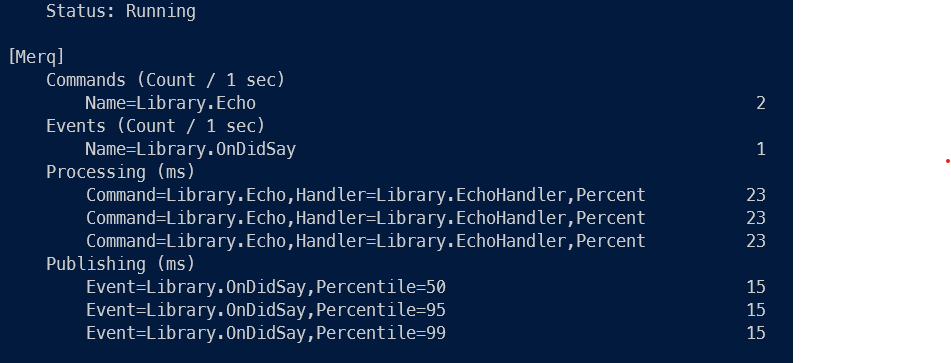 Status: Running
[Merq]
Commands (Count / 1 sec)
Name=Library.Echo 2
Events (Count / 1 sec)
Name=Library.OnDidSay 1
Processing (ms)
Command=Library.Echo,Handler=Library.EchoHandler,Percent 23
Command=Library.Echo,Handler=Library.EchoHandler,Percent 23
Command=Library.Echo,Handler=Library.EchoHandler,Percent 23
Publishing (ms)
Event=Library.OnDidSay,Percentile=50 15
Event=Library.OnDidSay,Percentile=95 15
Event=Library.OnDidSay,Percentile=99 15